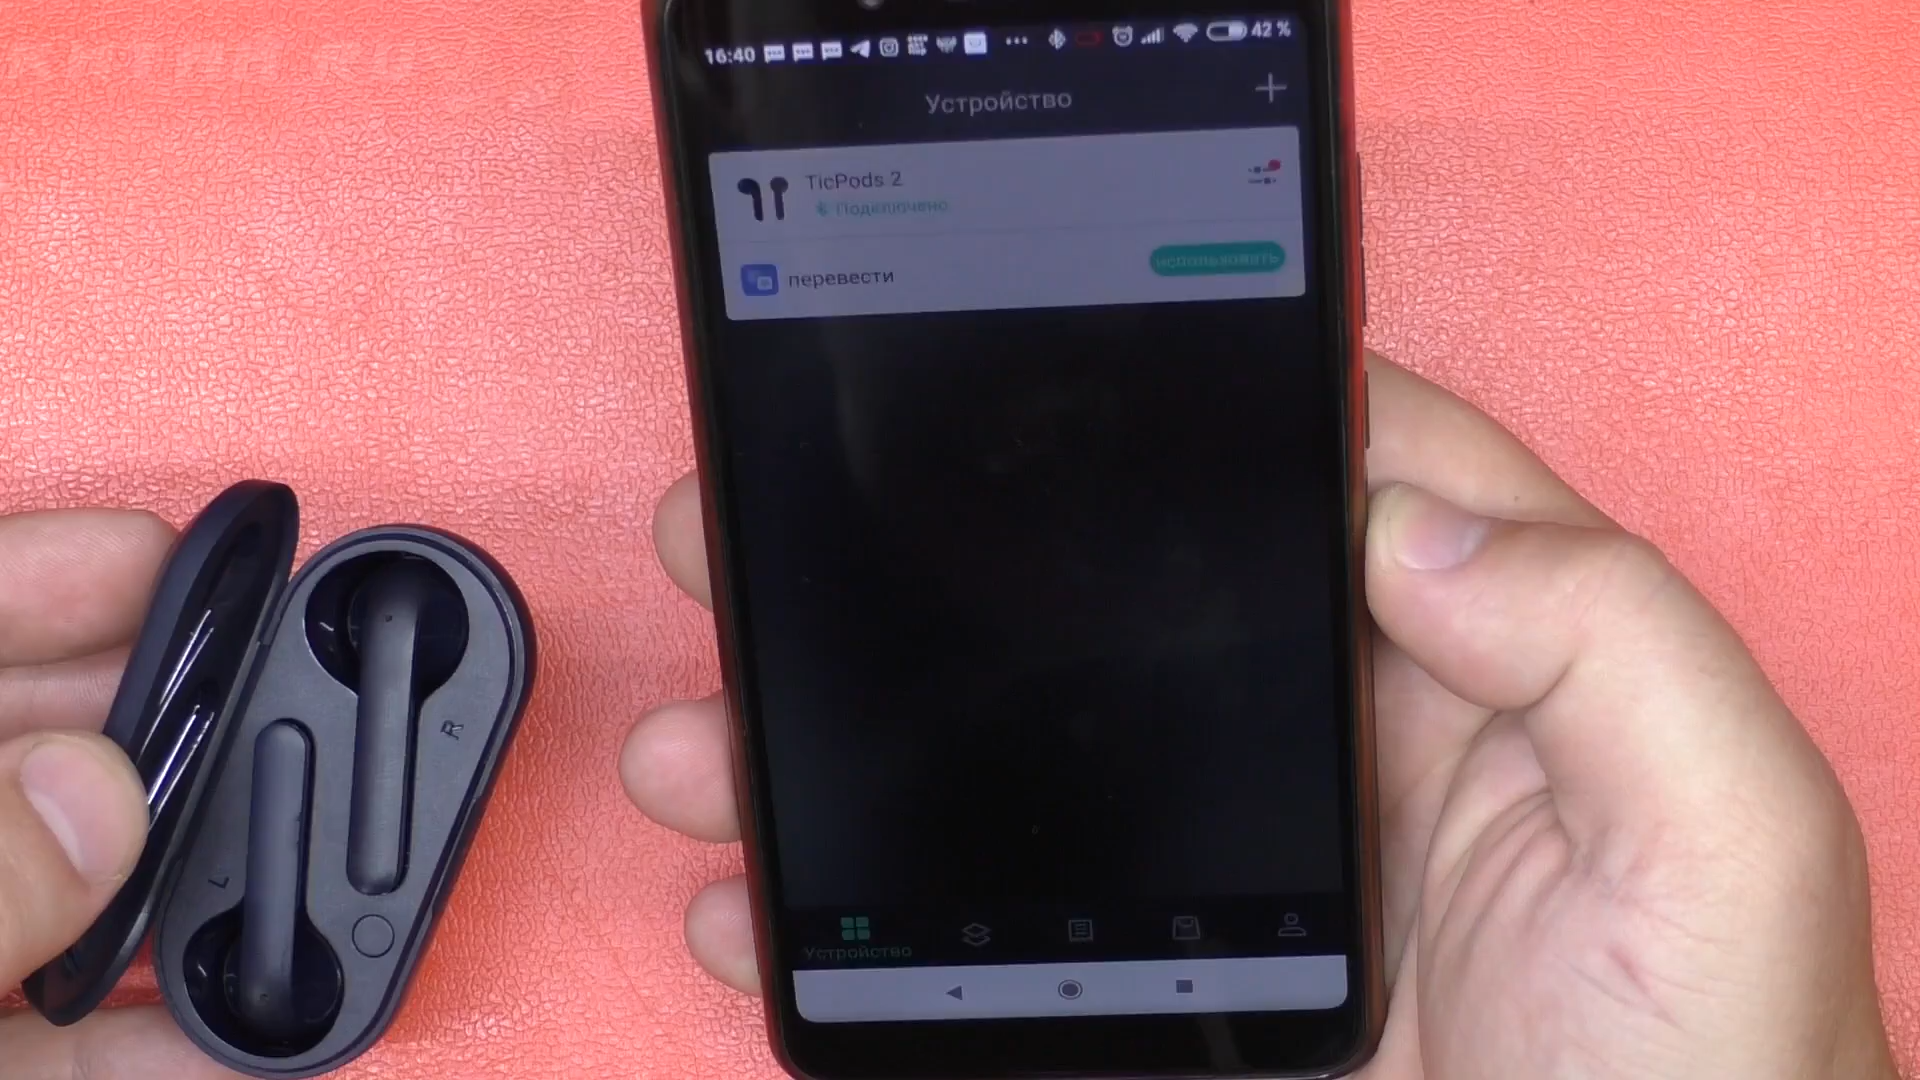 16:40 42 %
Устройство
TicPods 2
Подключено
перевести
использовать
Устройство
R
L